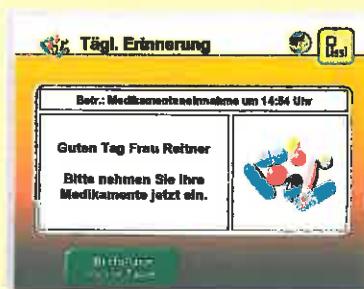 Tägl. Erinnerung
Betr.: Medikamenteneinnahme um 14:54 Uhr
Guten Tag Frau Reitner
Bitte nehmen Sie Ihre
Medikamente jetzt ein.